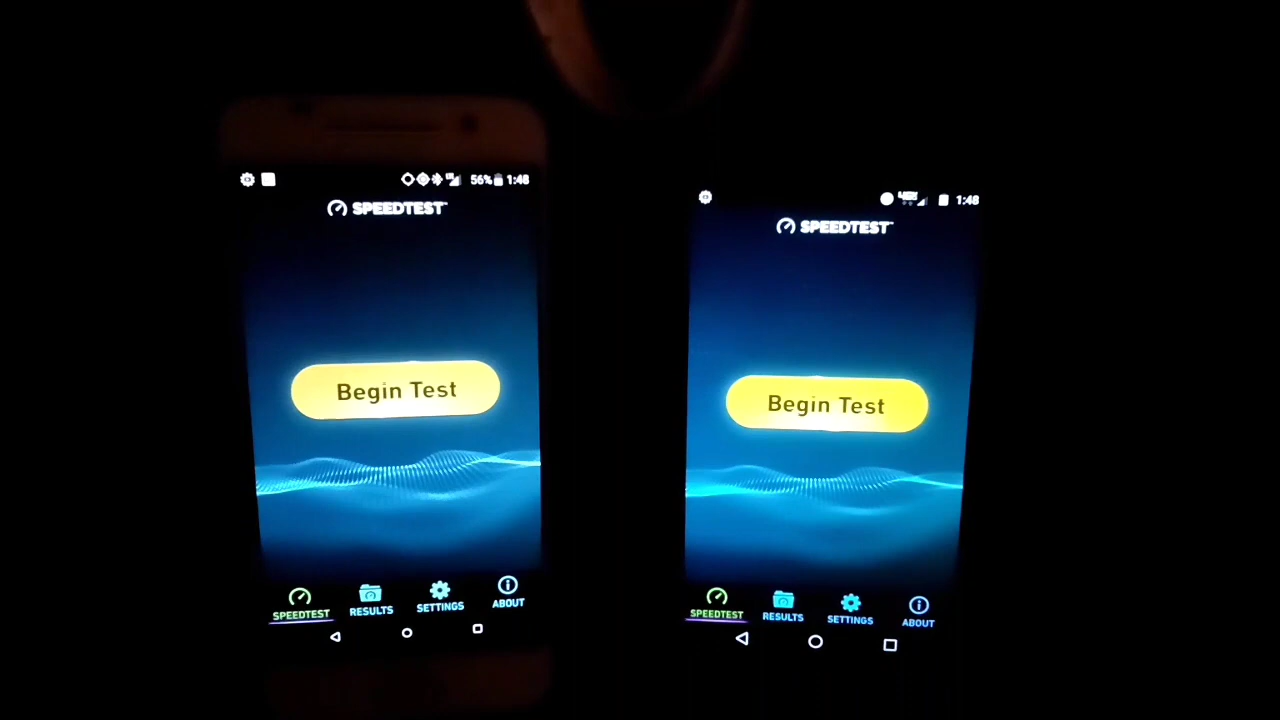 56% 1:48
SPEEDTEST
Begin Test
SPEEDTEST RESULTS SETTINGS ABOUT
1:48
SPEEDTEST
Begin Test
SPEEDTEST RESULTS SETTINGS ABOUT